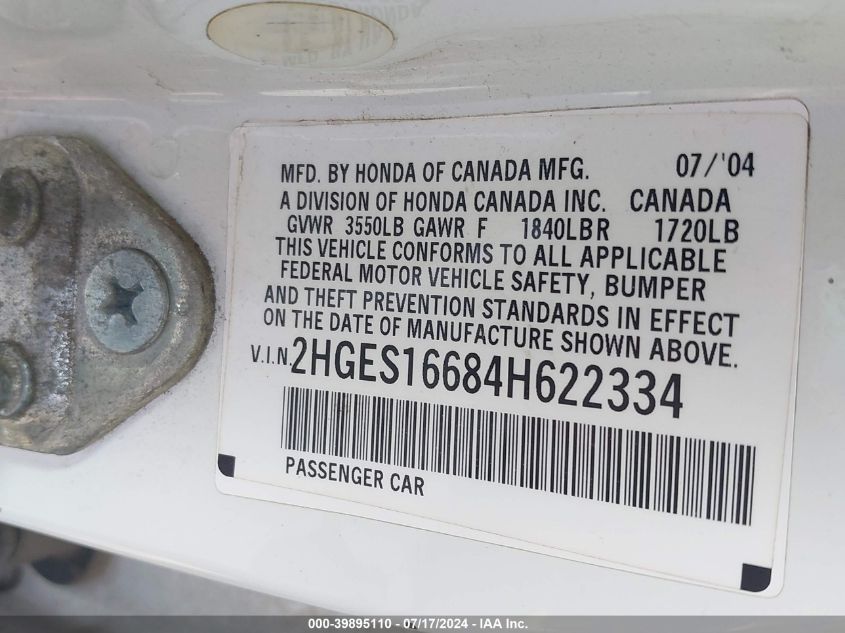 MFD. BY HONDA OF CANADA MFG. 07/'04
A DIVISION OF HONDA CANADA INC. CANADA
GVWR 3550LB GAWR F 1840LBR 1720LB
THIS VEHICLE CONFORMS TO ALL APPLICABLE
FEDERAL MOTOR VEHICLE SAFETY, BUMPER
AND THEFT PREVENTION STANDARDS IN EFFECT
ON THE DATE OF MANUFACTURE SHOWN ABOVE.
V.I.N. 2HGES16684H622334
PASSENGER CAR
000-39895110 - 07/17/2024 - IAA Inc.